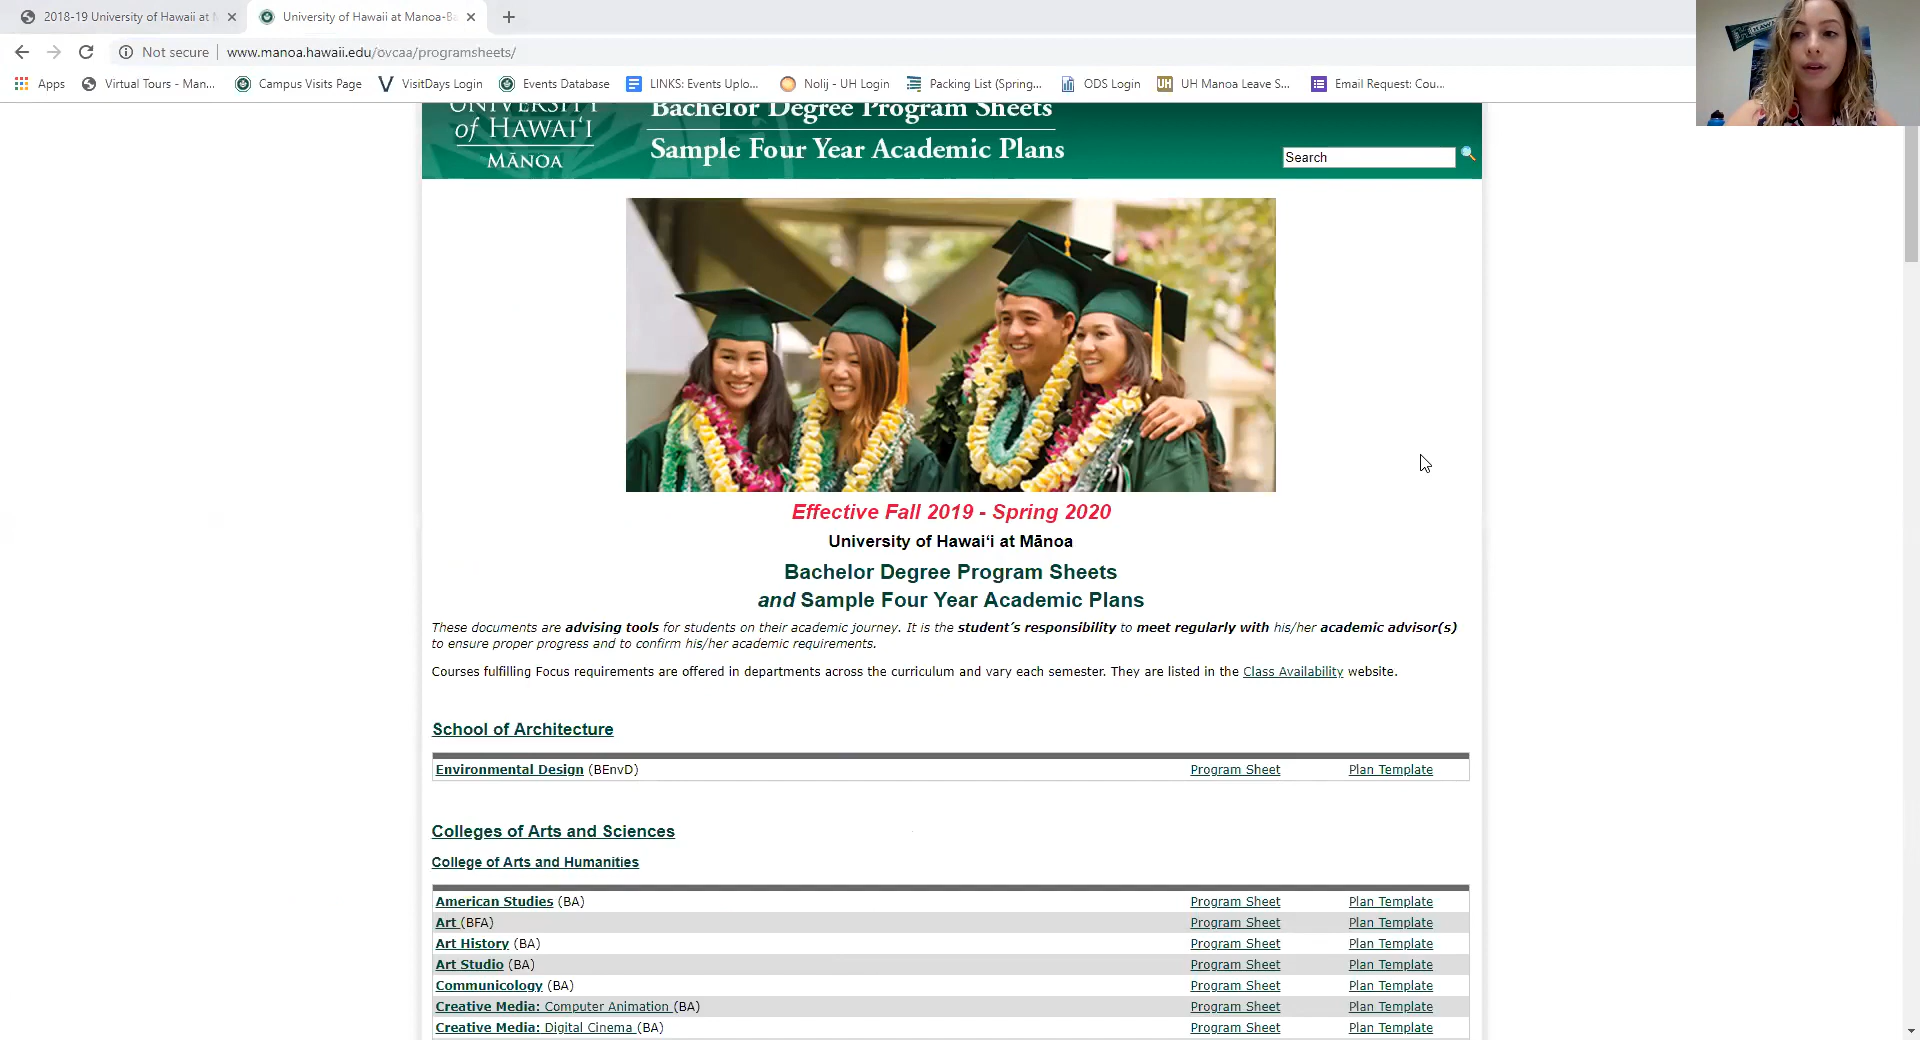 2018-19 University of Hawaii at
University of Hawaii at Manoa-Ba
Not secure
www.manoa.hawaii.edu/ovcaa/programsheets/
Apps
Virtual Tours - Man...
Campus Visits Page
VisitDays Login
Events Database
LINKS: Events Uplo...
Nolij - UH Login
Packing List (Spring...
ODS Login
UH Manoa Leave S...
Email Request: Cou...
UNIVERSITY
of HAWAIʻI
MĀNOA
Bachelor Degree Program Sheets
Sample Four Year Academic Plans
Search
Effective Fall 2019 - Spring 2020
University of Hawaiʻi at Mānoa
Bachelor Degree Program Sheets
and Sample Four Year Academic Plans
These documents are advising tools for students on their academic journey. It is the student's responsibility to meet regularly with his/her academic advisor(s)
to ensure proper progress and to confirm his/her academic requirements.
Courses fulfilling Focus requirements are offered in departments across the curriculum and vary each semester. They are listed in the Class Availability website.
School of Architecture
Environmental Design (BEnvD) Program Sheet Plan Template
Colleges of Arts and Sciences
College of Arts and Humanities
American Studies (BA) Program Sheet Plan Template
Art (BFA) Program Sheet Plan Template
Art History (BA) Program Sheet Plan Template
Art Studio (BA) Program Sheet Plan Template
Communicology (BA) Program Sheet Plan Template
Creative Media: Computer Animation (BA) Program Sheet Plan Template
Creative Media: Digital Cinema (BA) Program Sheet Plan Template